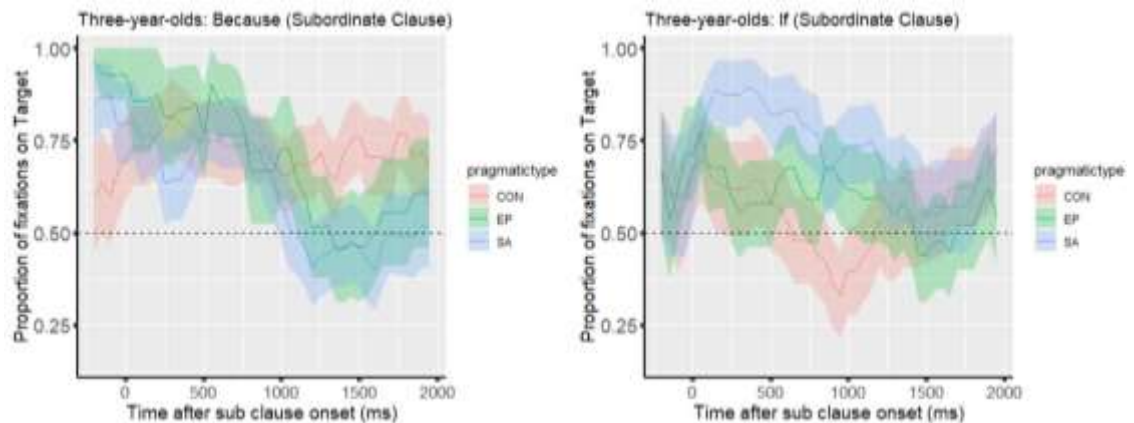 Three-year-olds: Because (Subordinate Clause)
Proportion of fixations on Target
1.00
0.75
0.50
0.25
0 500 1000 1500 2000
Time after sub clause onset (ms)
pragmatictype
CON
EP
SA
Three-year-olds: If (Subordinate Clause)
Proportion of fixations on Target
1.00
0.75
0.50
0.25
0 500 1000 1500 2000
Time after sub clause onset (ms)
pragmatictype
CON
EP
SA